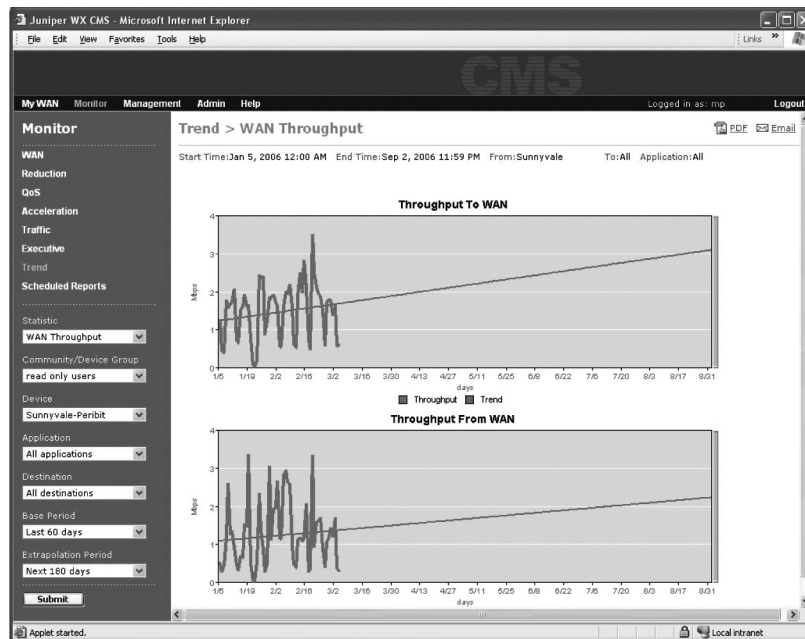 Juniper WX CMS - Microsoft Internet Explorer
File Edit View Favorites Tools Help
Links »
CMS
My WAN Monitor Management Admin Help
Logged in as: mp Logout
Monitor
WAN
Reduction
QoS
Acceleration
Traffic
Executive
Trend
Scheduled Reports
Statistic
WAN Throughput
Community/Device Group
read only users
Device
Sunnyvale-Peribit
Application
All applications
Destination
All destinations
Base Period
Last 60 days
Extrapolation Period
Next 180 days
Submit
Trend > WAN Throughput
PDF Email
Start Time:Jan 5, 2006 12:00 AM End Time:Sep 2, 2006 11:59 PM From:Sunnyvale To:All Application:All
Throughput To WAN
4
3
2
1
0
Mbps
1/5 1/19 2/2 2/16 3/2 3/16 3/30 4/13 4/27 5/11 5/25 6/8 6/22 7/6 7/20 8/3 8/17 8/31
days
Throughput Trend
Throughput From WAN
4
3
2
1
0
Mbps
1/5 1/19 2/2 2/16 3/2 3/16 3/30 4/13 4/27 5/11 5/25 6/8 6/22 7/6 7/20 8/3 8/17 8/31
days
Applet started.
Local intranet